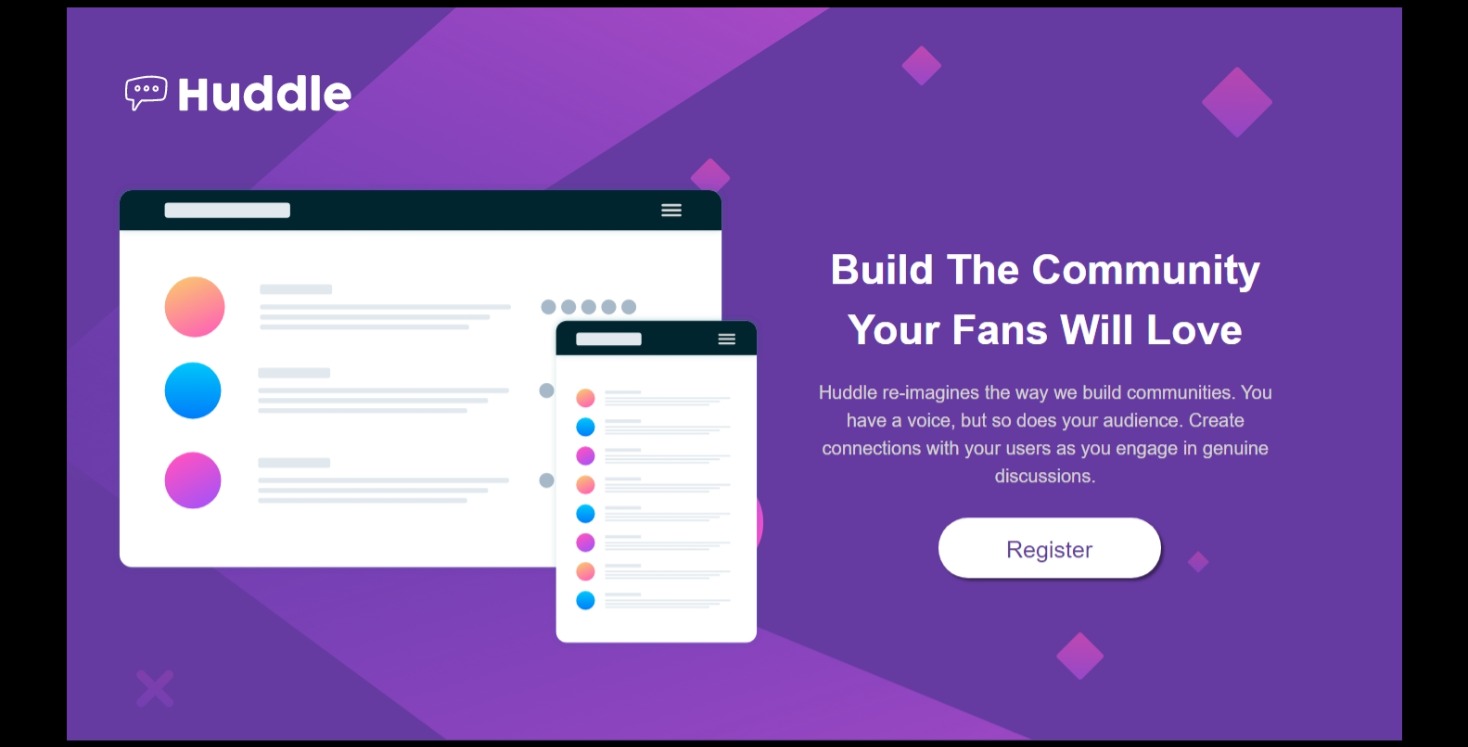 Huddle
Build The Community
Your Fans Will Love
Huddle re-imagines the way we build communities. You
have a voice, but so does your audience. Create
connections with your users as you engage in genuine
discussions.
Register